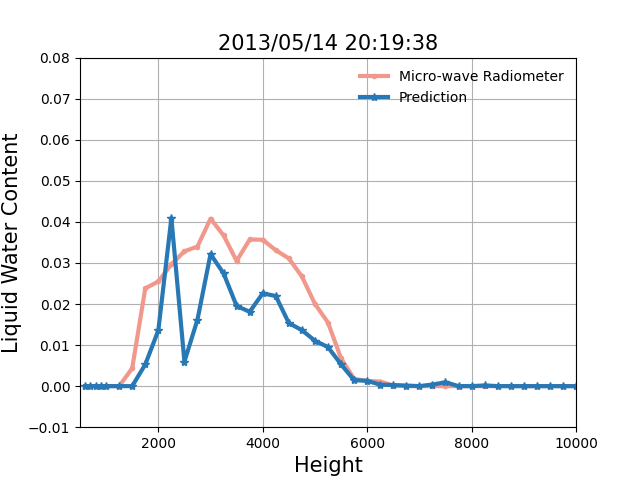 2013/05/14 20:19:38
Micro-wave Radiometer
Prediction
Liquid Water Content
0.08
0.07
0.06
0.05
0.04
0.03
0.02
0.01
0.00
−0.01
2000 4000 6000 8000 10000
Height